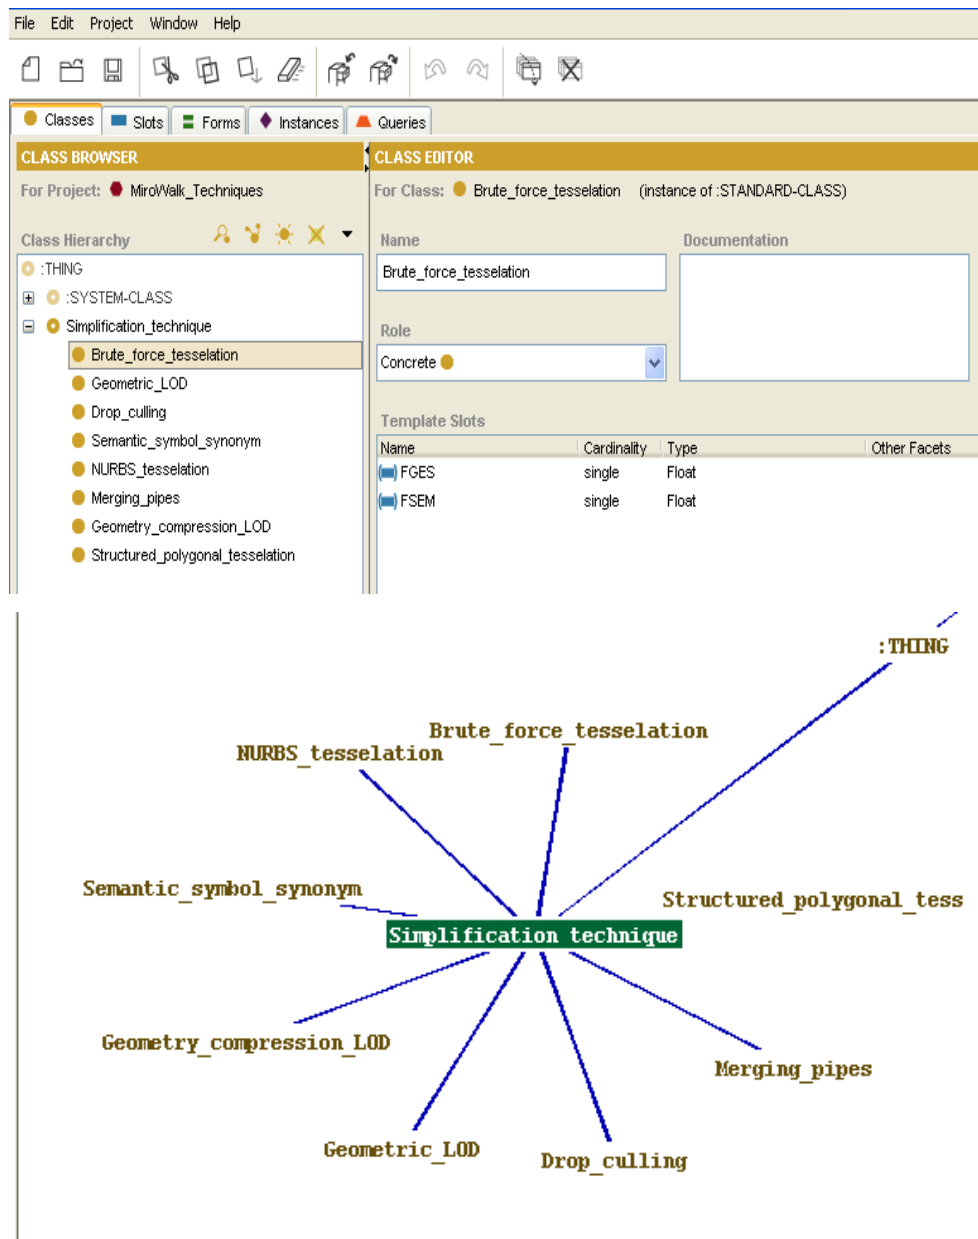 File Edit Project Window Help
Classes Slots Forms Instances Queries
CLASS BROWSER
For Project: MiroWalk_Techniques
Class Hierarchy
:THING
:SYSTEM-CLASS
Simplification_technique
Brute_force_tesselation
Geometric_LOD
Drop_culling
Semantic_symbol_synonym
NURBS_tesselation
Merging_pipes
Geometry_compression_LOD
Structured_polygonal_tesselation
CLASS EDITOR
For Class: Brute_force_tesselation (instance of :STANDARD-CLASS)
Name Documentation
Brute_force_tesselation
Role
Concrete
Template Slots
Name Cardinality Type Other Facets
FGES single Float
FSEM single Float
:THING
Brute_force_tesselation
NURBS_tesselation
Semantic_symbol_synonym
Structured_polygonal_tess
Simplification technique
Geometry_compression_LOD
Merging_pipes
Geometric_LOD
Drop_culling